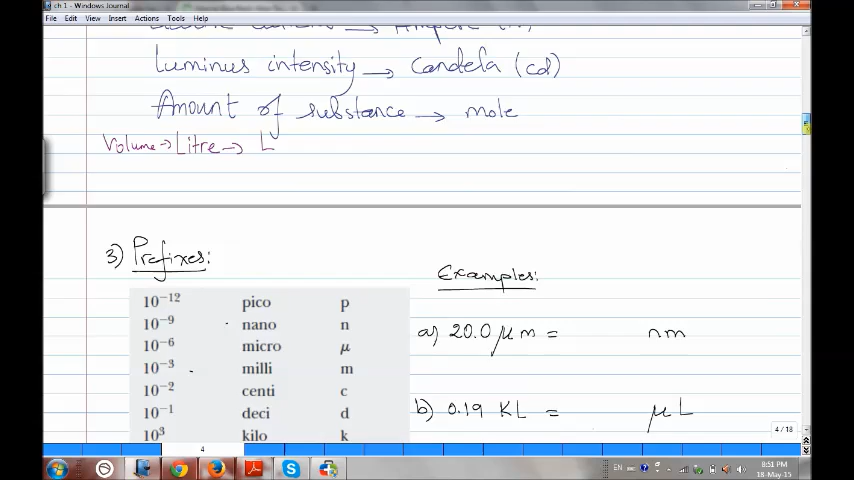 ch 1 - Windows Journal
File Edit View Insert Actions Tools Help
Luminus intensity → candela (cd)
Amount of substance → mole
Volume → Litre → L
3) Prefixes:
Examples:
10⁻¹² pico p
10⁻⁹ nano n
a) 20.0 μm = nm
10⁻⁶ micro μ
10⁻³ milli m
10⁻² centi c
10⁻¹ deci d
b) 0.19 KL = μL
10³ kilo k
4 / 18
4
EN
8:51 PM
18-May-15